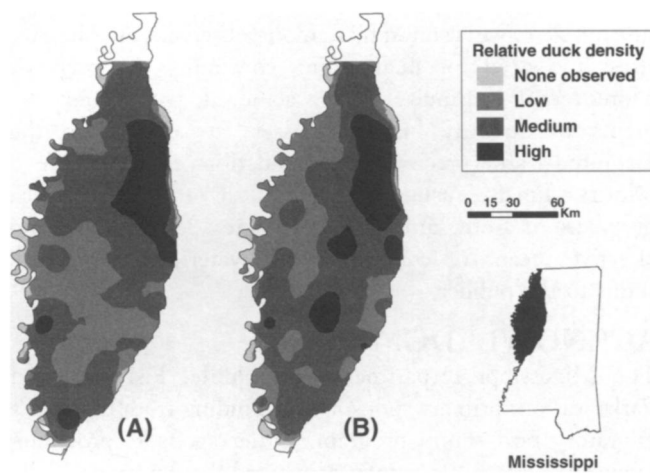 Relative duck density
None observed
Low
Medium
High
0 15 30 60
Km
(A)
(B)
Mississippi